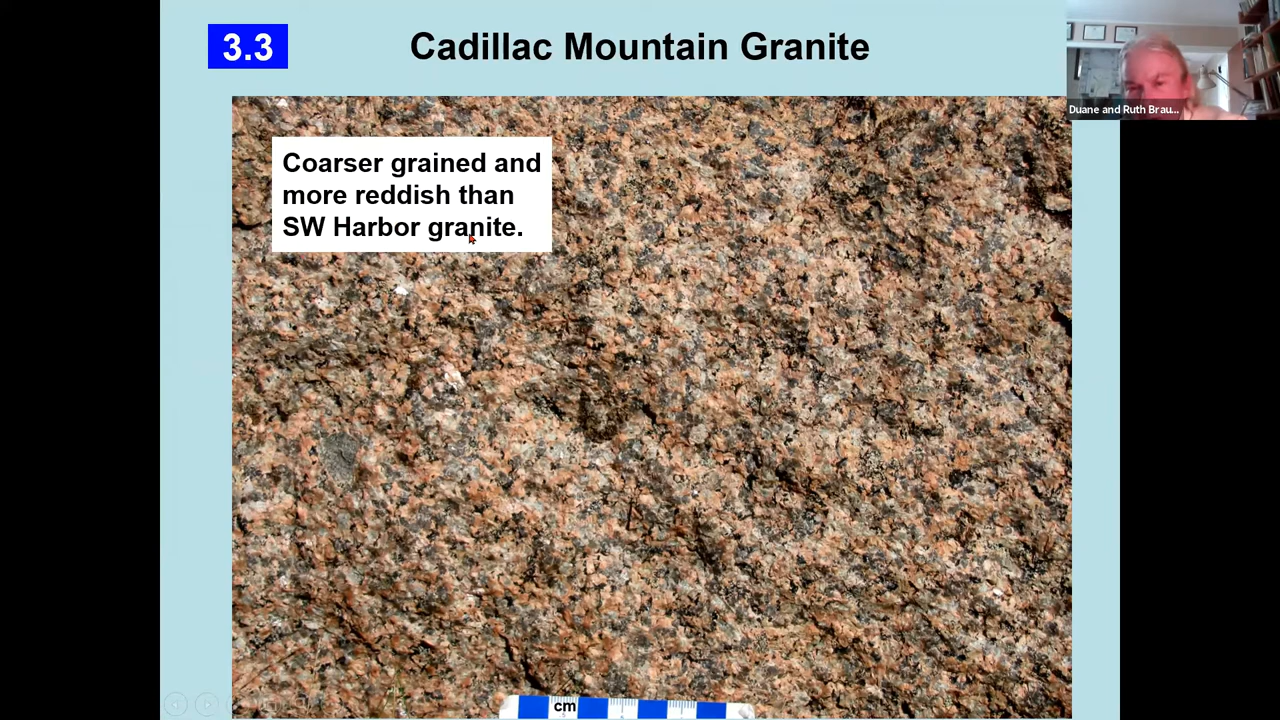 3.3
Cadillac Mountain Granite
Duane and Ruth Brau...
Coarser grained and
more reddish than
SW Harbor granite.
cm